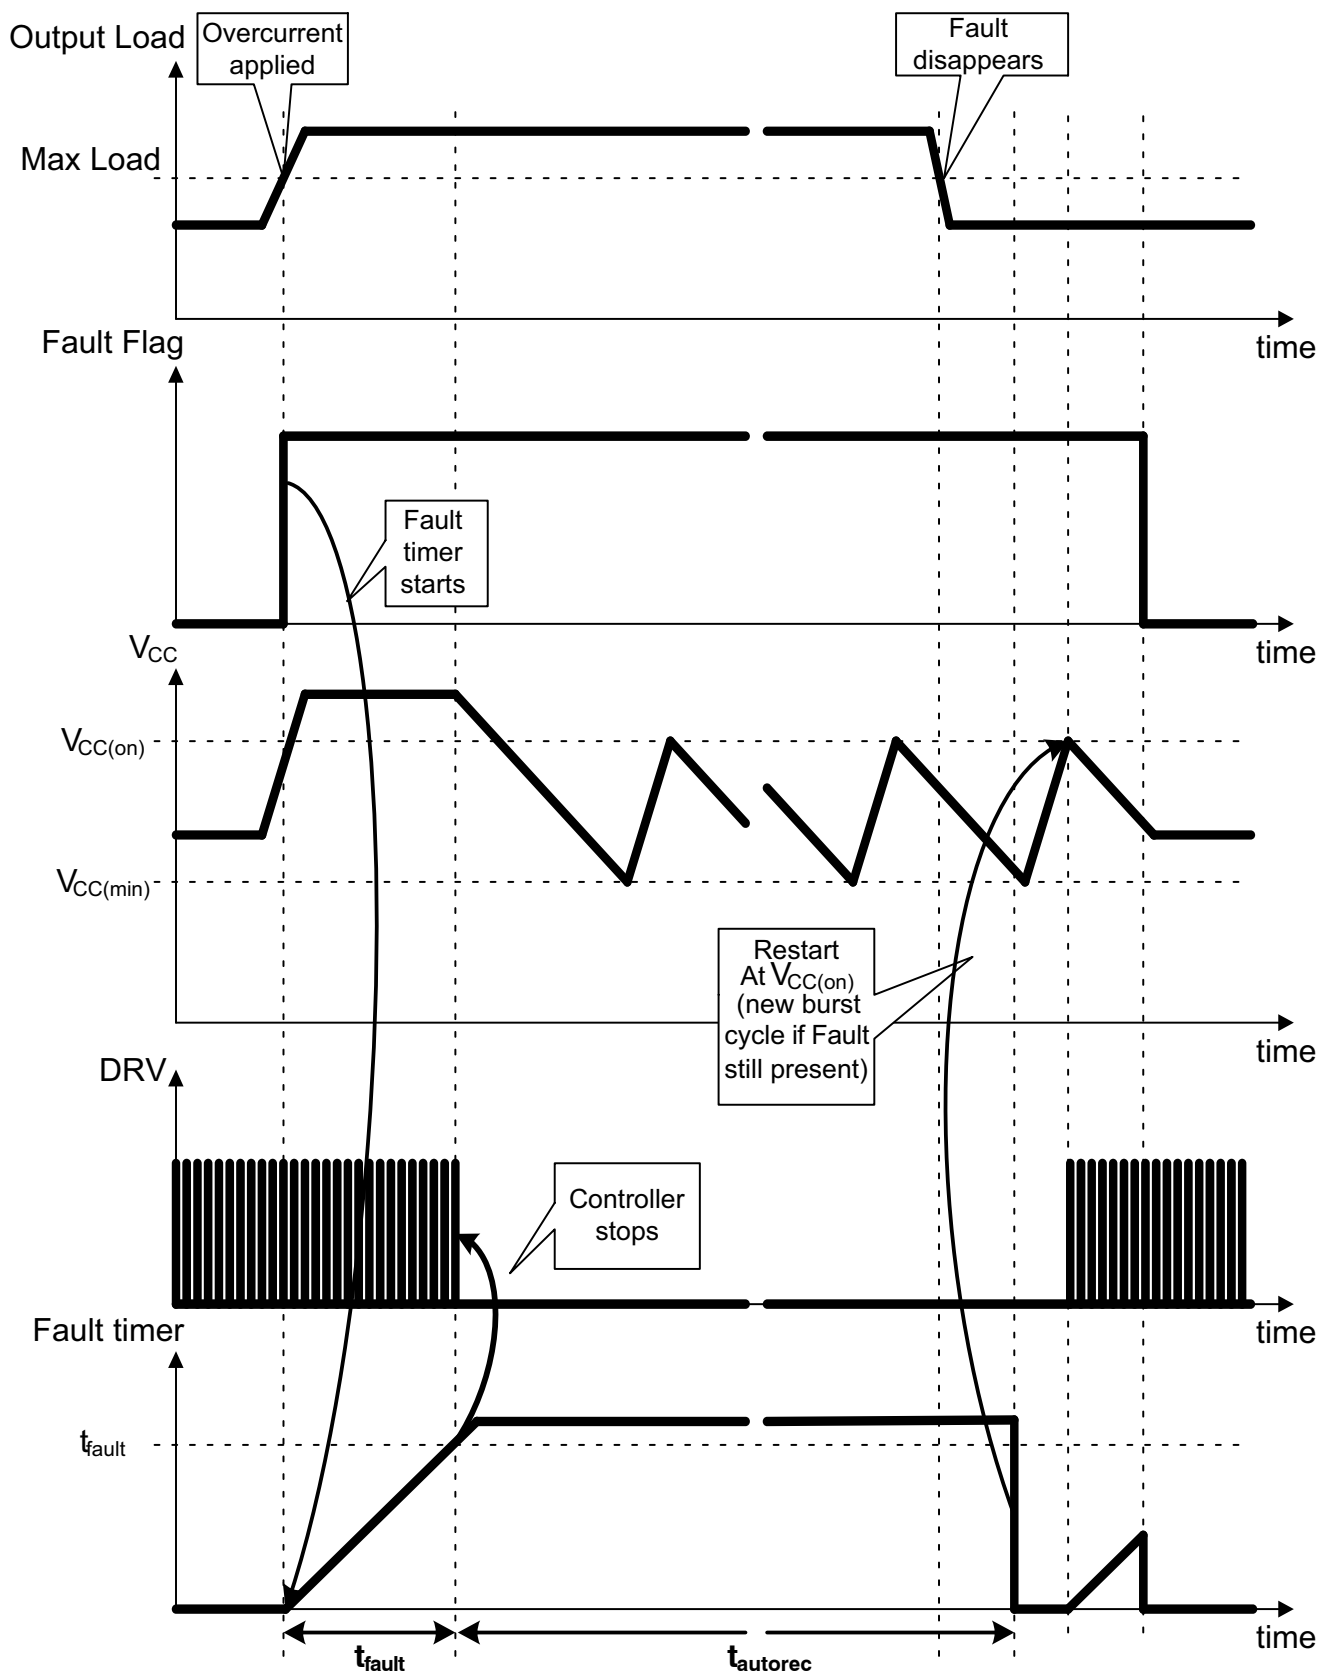 Output Load
Overcurrent
applied
Fault
disappears
Max Load
time
Fault Flag
Fault
timer
starts
time
VCC
VCC(on)
VCC(min)
Restart
At VCC(on)
(new burst
cycle if Fault
still present)
time
DRV
Controller
stops
time
Fault timer
tfault
time
tfault
tautorec